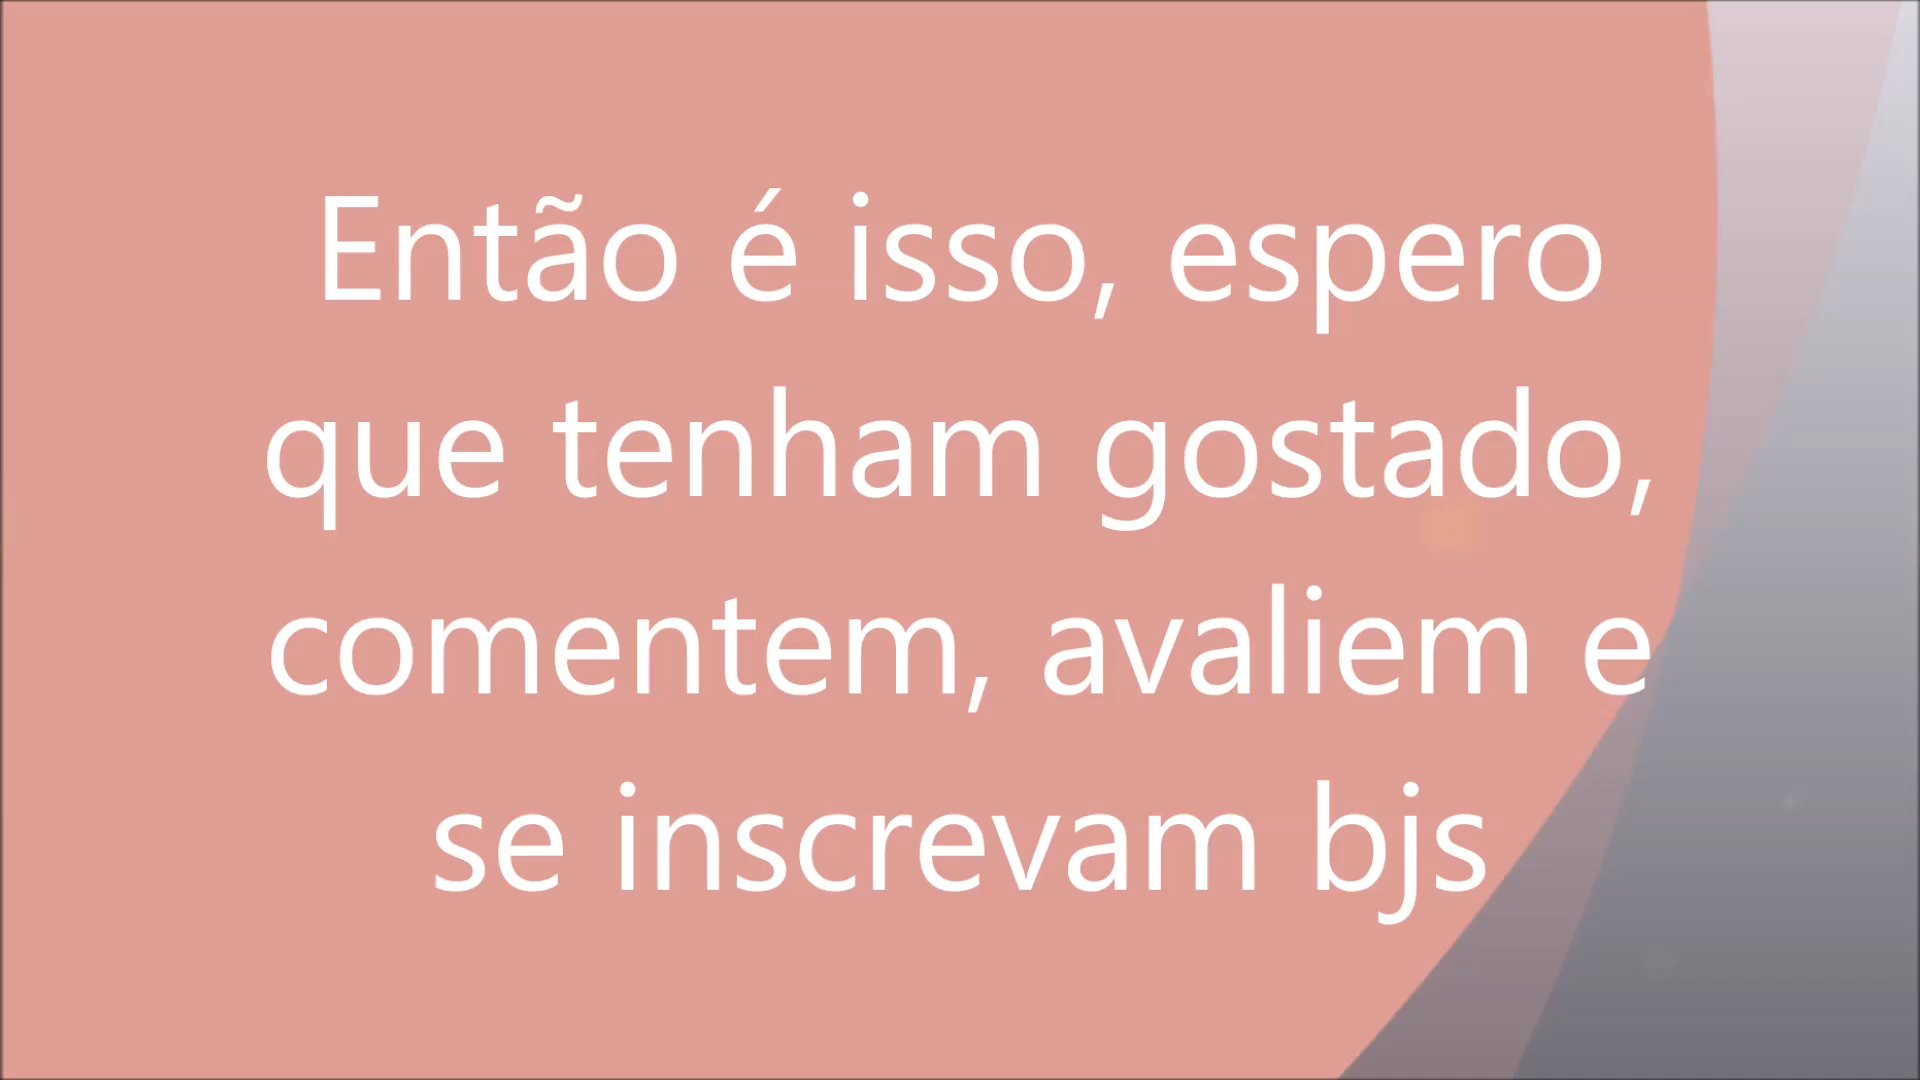 Então é isso, espero
que tenham gostado,
comentem, avaliem e
se inscrevam bjs